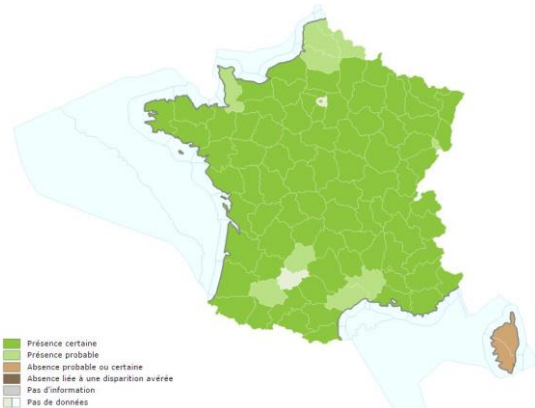 Présence certaine
Présence probable
Absence probable ou certaine
Absence liée à une disparition avérée
Pas d'information
Pas de données